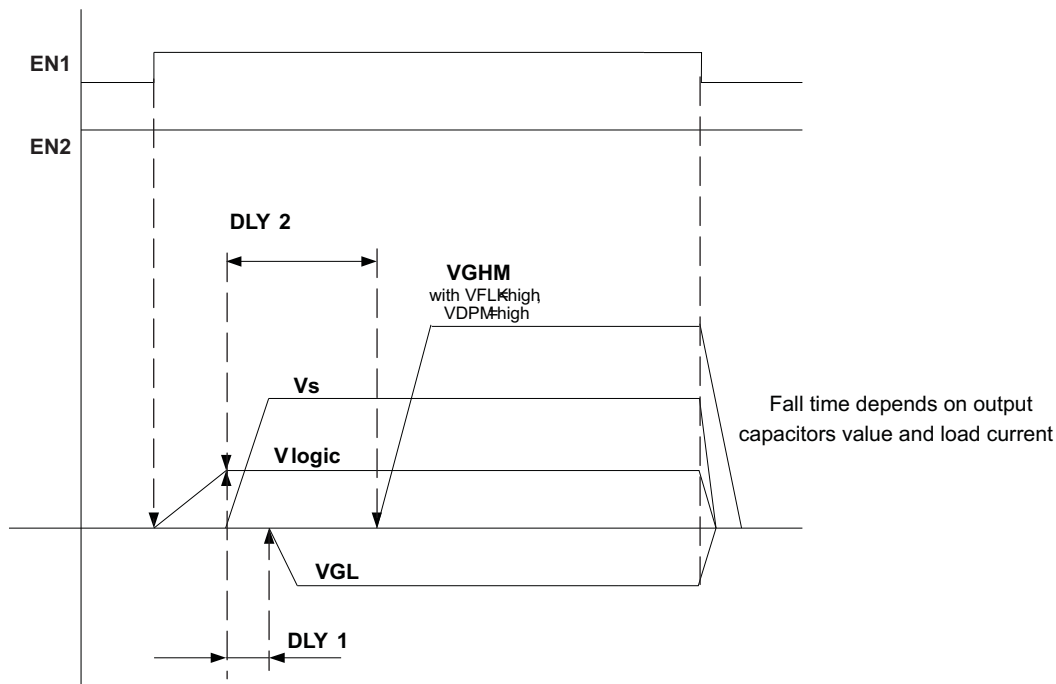 EN1
EN2
DLY 2
VGHM
with VFLK=high,
VDPM=high
Vs
Fall time depends on output
capacitors value and load current
Vlogic
VGL
DLY 1